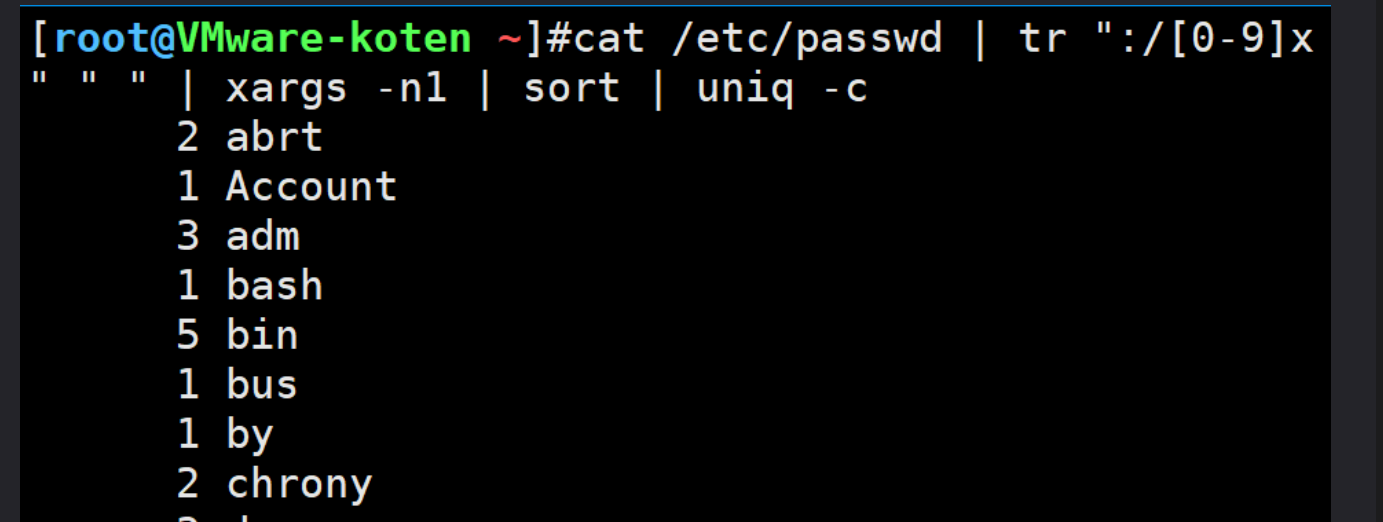 [root@VMware-koten ~]#cat /etc/passwd | tr ":/[0-9]x
" " " | xargs -n1 | sort | uniq -c
2 abrt
1 Account
3 adm
1 bash
5 bin
1 bus
1 by
2 chrony